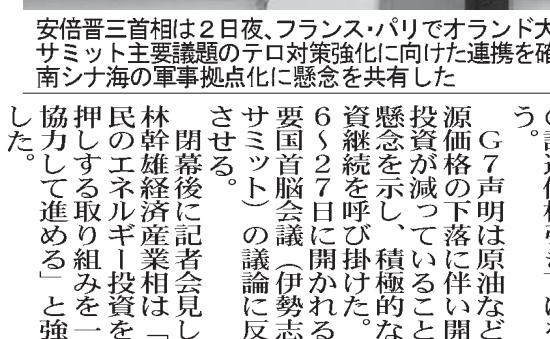 安倍晋三首相は２日夜、フランス・パリでオランド大
サミット主要議題のテロ対策強化に向けた連携を確
南シナ海の軍事拠点化に懸念を共有した
う。
Ｇ７声明は原油など
源価格の下落に伴い開
投資が減っていること
懸念を示し、積極的な
資継続を呼び掛けた。
６〜２７日に開かれる
要国首脳会議（伊勢志
サミット）の議論に反
させる。
閉幕後に記者会見し
林幹雄経済産業相は「
民のエネルギー投資を
押しする取り組みを一
協力して進める」と強
した。